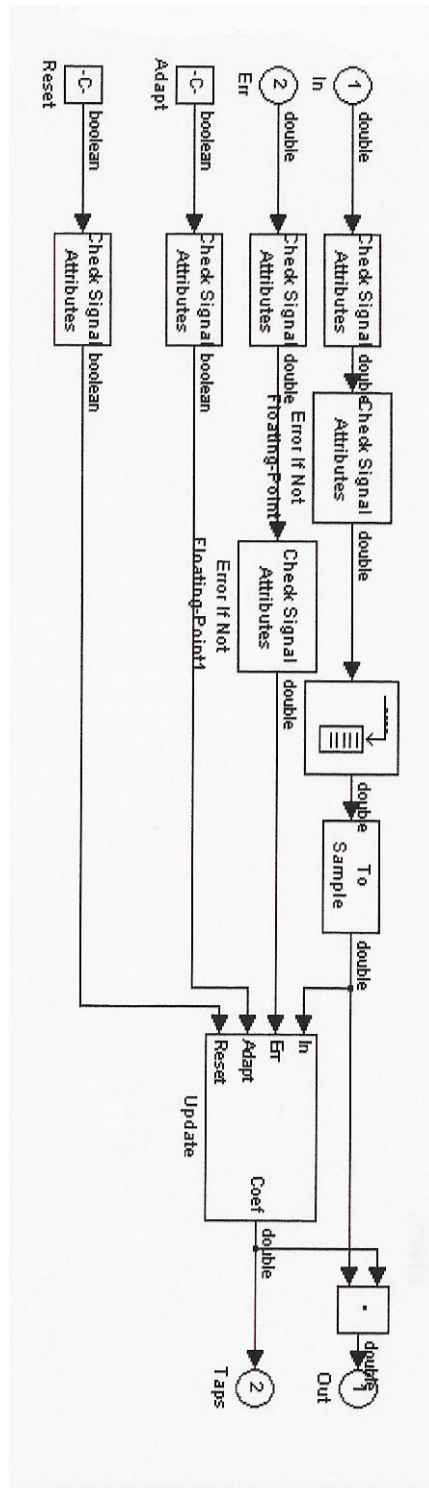 1
In
double
Check Signal
Attributes
double
Check Signal
Attributes
double
Error If Not
Floating-Point
double
To
Sample
double
2
Err
double
Check Signal
Attributes
double
Check Signal
Attributes
double
Error If Not
Floating-Point1
-C-
Adapt
boolean
Check Signal
Attributes
boolean
-C-
Reset
boolean
Check Signal
Attributes
boolean
In
Err
Adapt
Reset
Coef
Update
double
double
1
Out
2
Taps